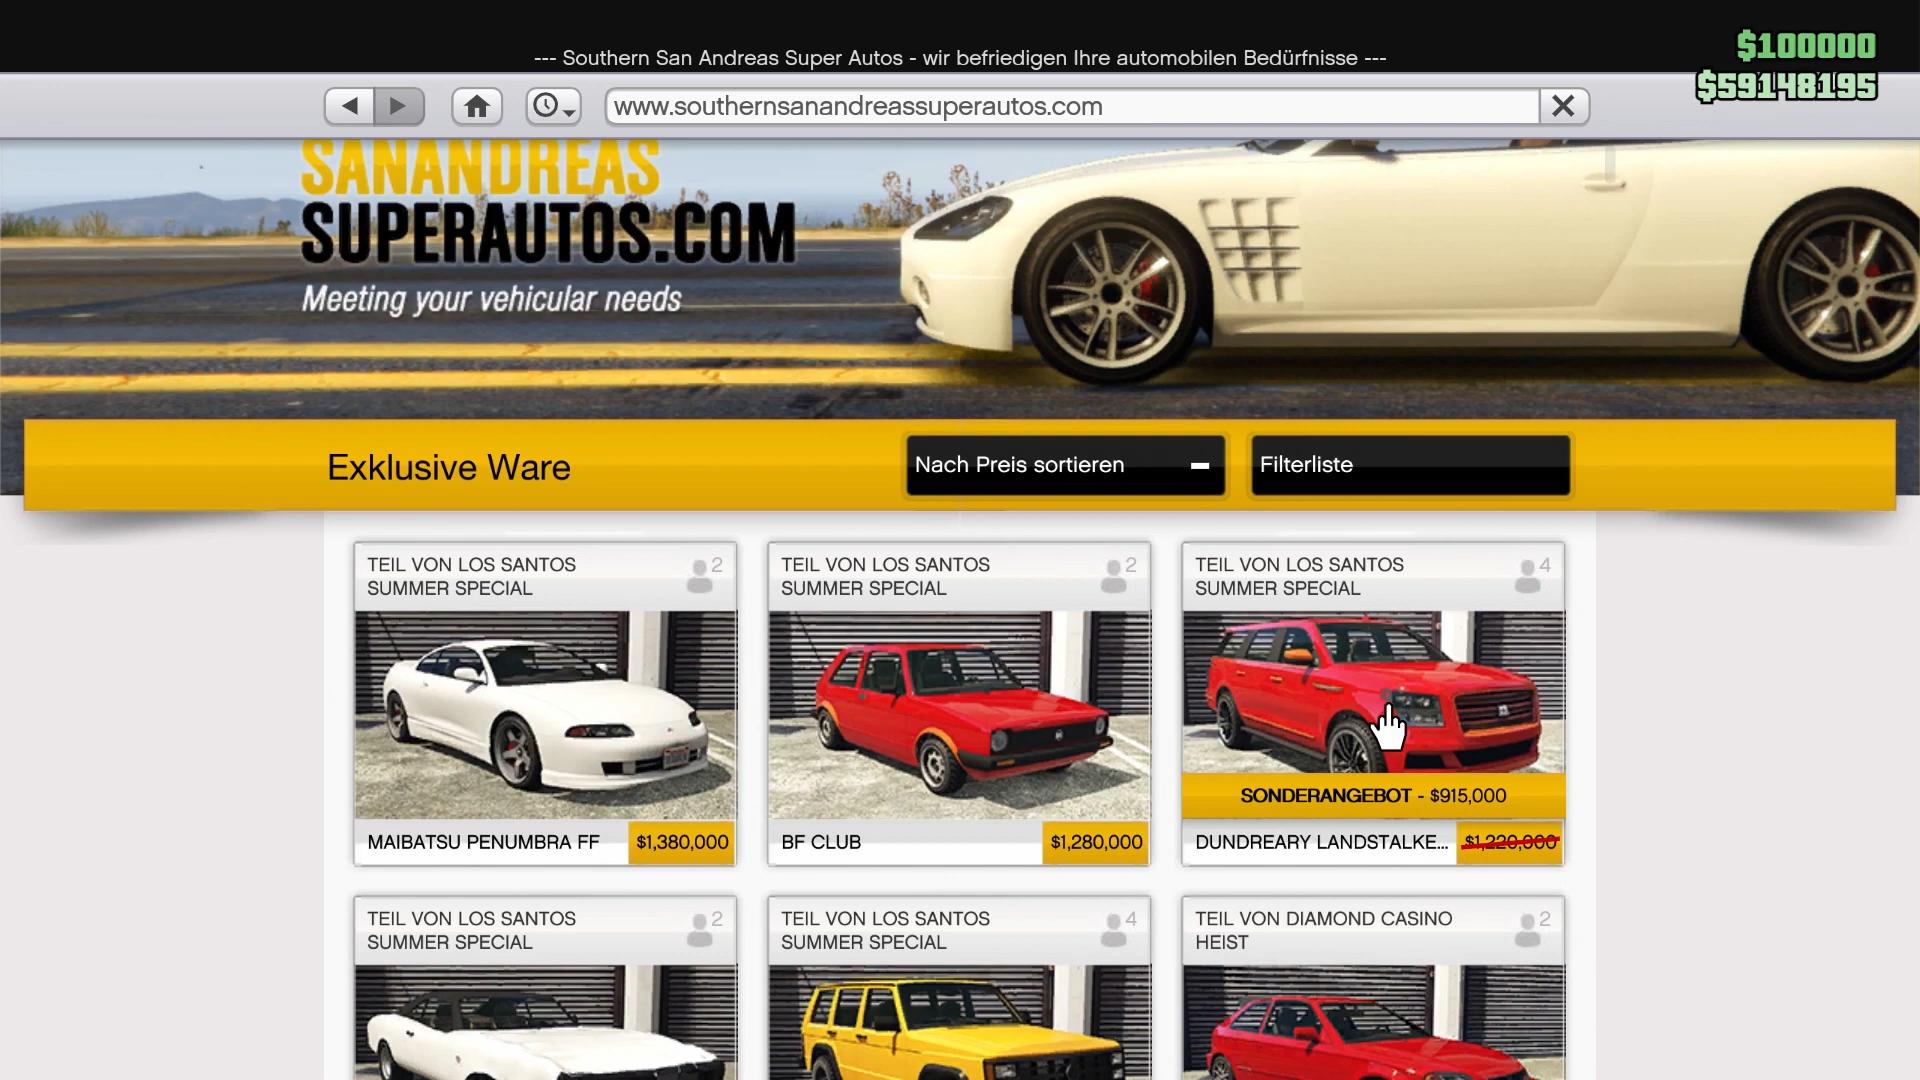 --- Southern San Andreas Super Autos - wir befriedigen Ihre automobilen Bedürfnisse ---
$100000
$59148195
www.southernsanandreassuperautos.com
SANANDREAS
SUPERAUTOS.COM
Meeting your vehicular needs
Exklusive Ware
Nach Preis sortieren
Filterliste
TEIL VON LOS SANTOS
SUMMER SPECIAL
2
MAIBATSU PENUMBRA FF
$1,380,000
TEIL VON LOS SANTOS
SUMMER SPECIAL
2
BF CLUB
$1,280,000
TEIL VON LOS SANTOS
SUMMER SPECIAL
4
SONDERANGEBOT - $915,000
DUNDREARY LANDSTALKE...
$1,220,000
TEIL VON LOS SANTOS
SUMMER SPECIAL
2
TEIL VON LOS SANTOS
SUMMER SPECIAL
4
TEIL VON DIAMOND CASINO
HEIST
2